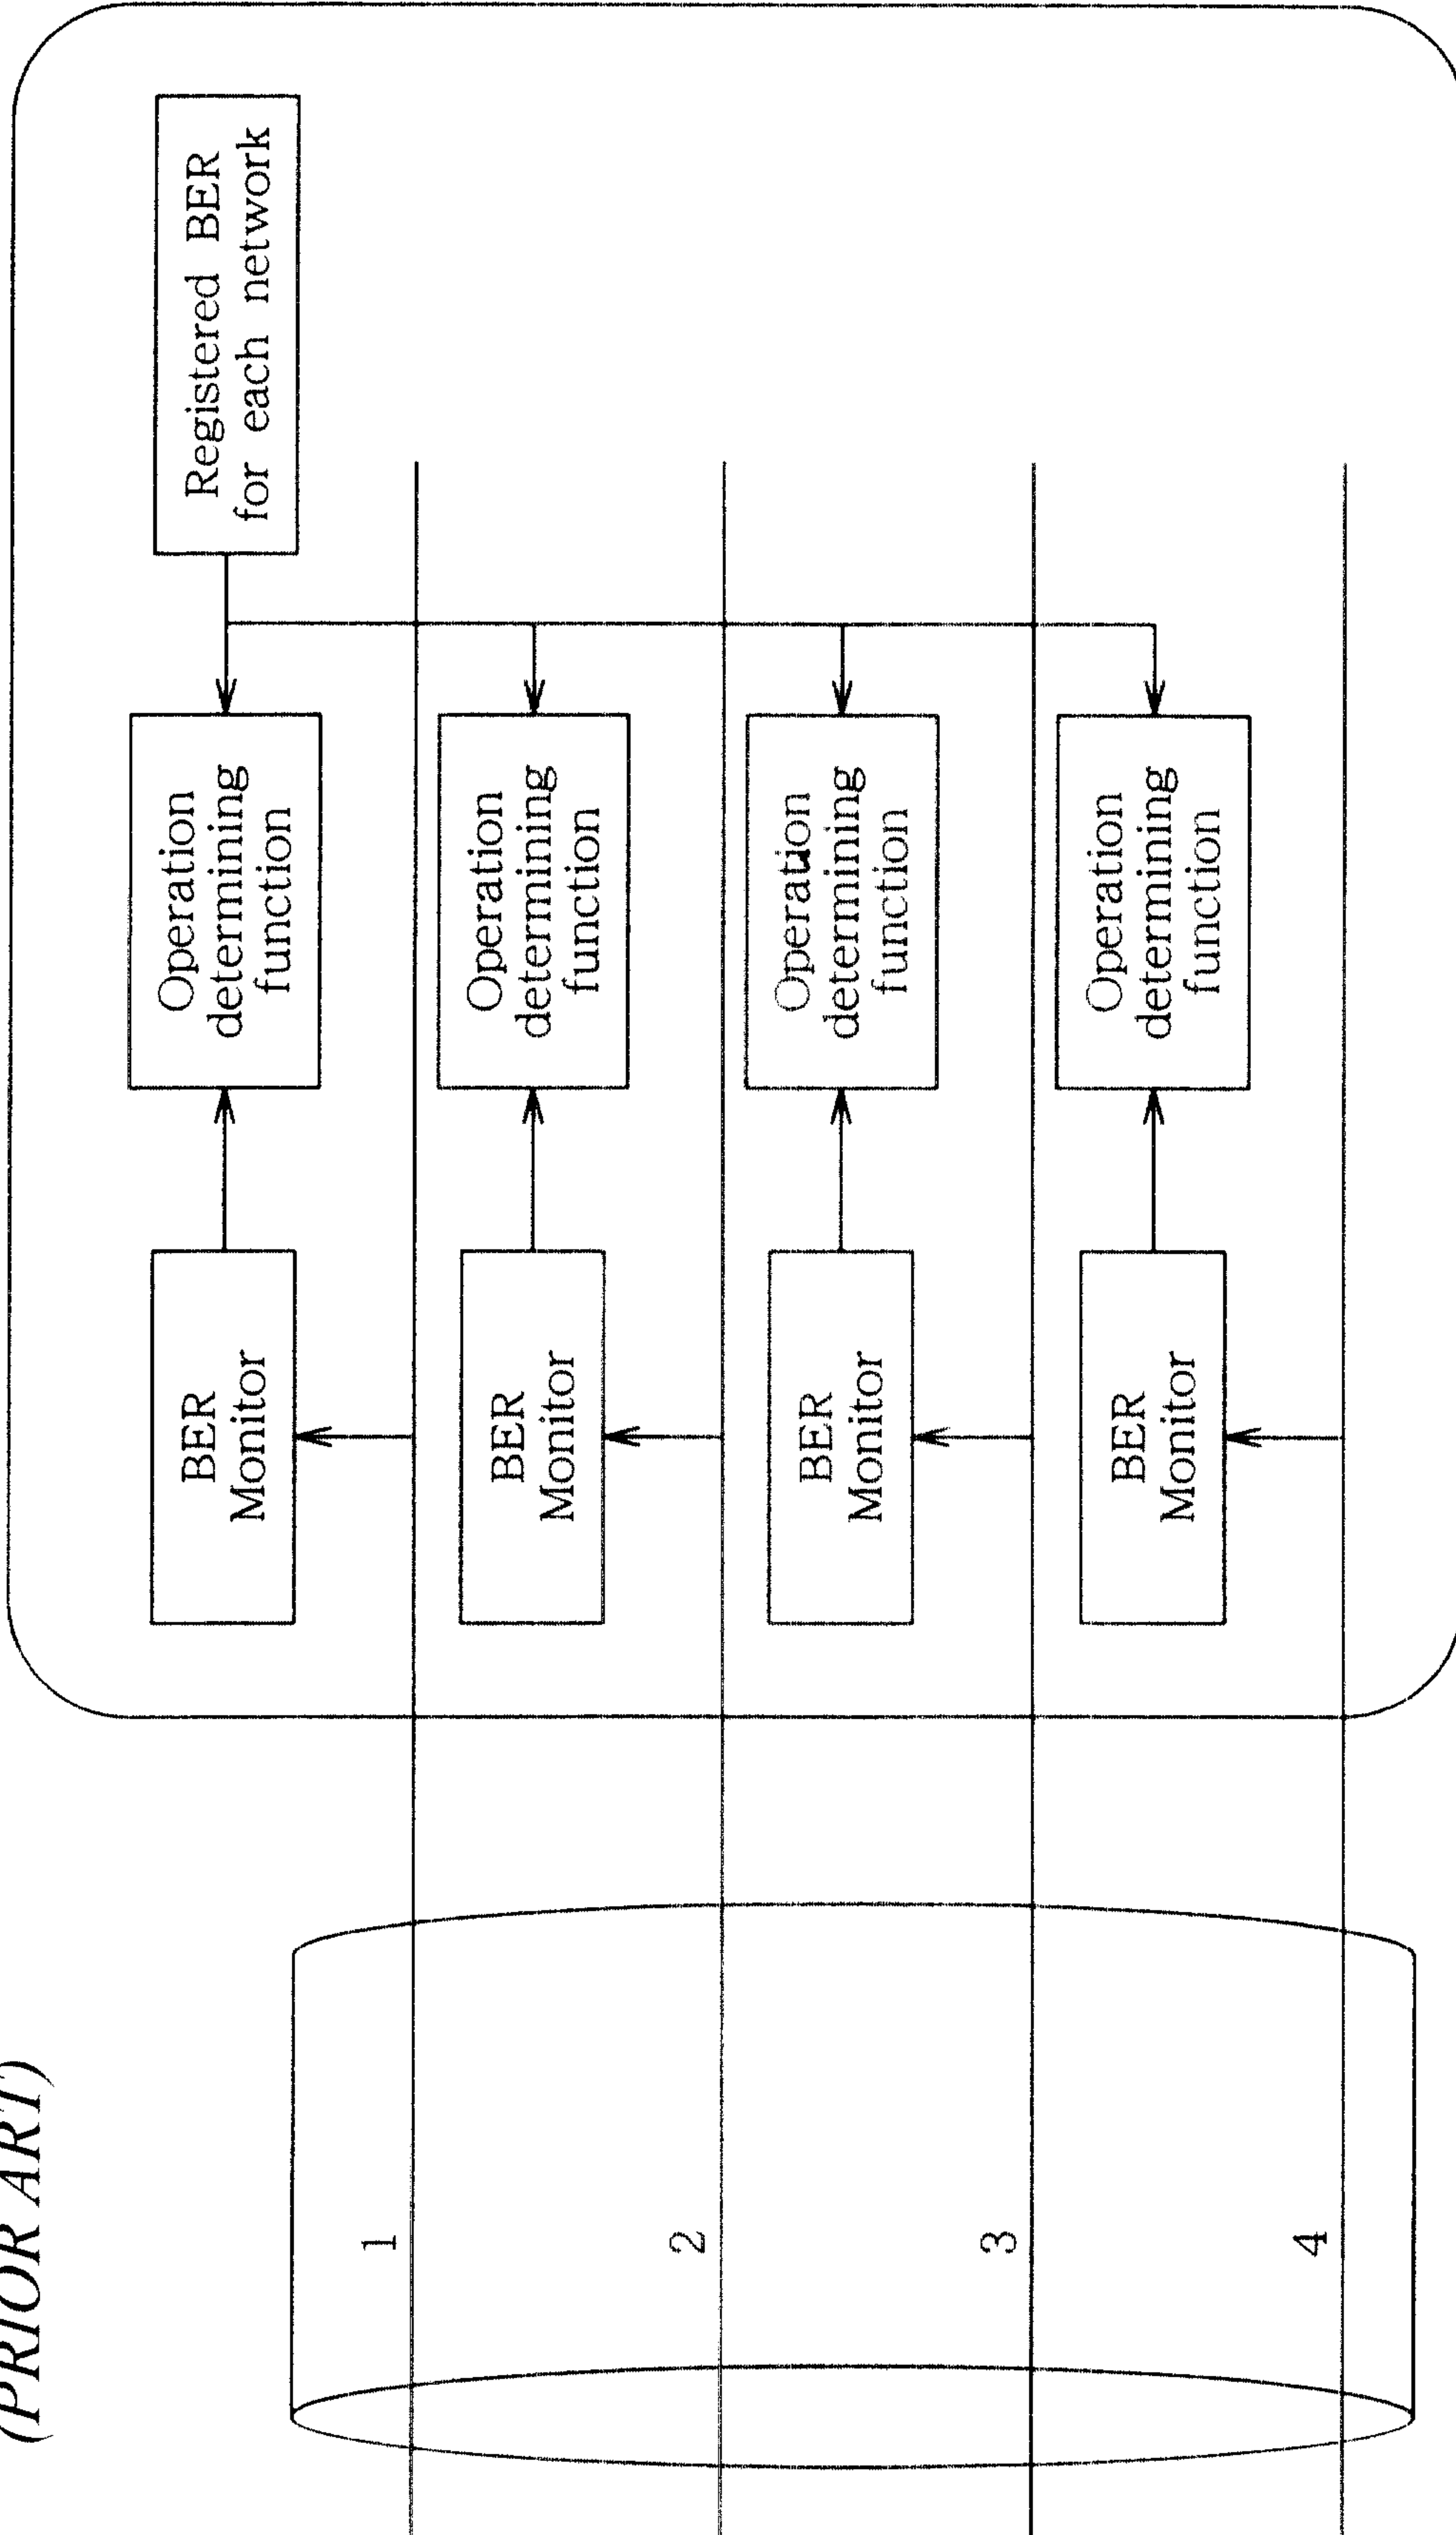 (PRIOR ART)
Registered BER
for each network
Operation
determining
function
Operation
determining
function
Operation
determining
function
Operation
determining
function
BER
Monitor
BER
Monitor
BER
Monitor
BER
Monitor
1
2
3
4